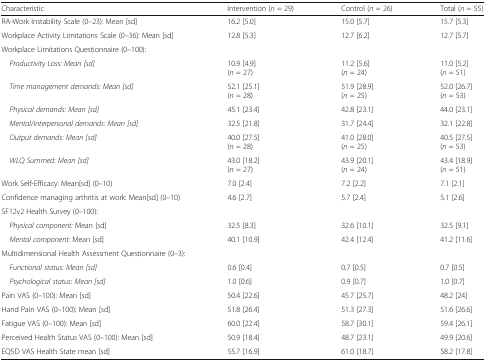 Characteristic Intervention (n = 29) Control (n = 26) Total (n = 55)
RA-Work Instability Scale (0–23): Mean [sd] 16.2 [5.0] 15.0 [5.7] 15.7 [5.3]
Workplace Activity Limitations Scale (0–36): Mean [sd] 12.8 [5.3] 12.7 [6.2] 12.7 [5.7]
Workplace Limitations Questionnaire (0–100):
Productivity Loss: Mean [sd] 10.9 [4.9] 11.2 [5.6] 11.0 [5.2]
(n = 27) (n = 24) (n = 51)
Time management demands: Mean [sd] 52.1 [25.1] 51.9 [28.9] 52.0 [26.7]
(n = 28) (n = 25) (n = 53)
Physical demands: Mean [sd] 45.1 [23.4] 42.8 [23.1] 44.0 [23.1]
Mental/interpersonal demands: Mean [sd] 32.5 [21.8] 31.7 [24.4] 32.1 [22.8]
Output demands: Mean [sd] 40.0 [27.5] 41.0 [28.0] 40.5 [27.5]
(n = 28) (n = 25) (n = 53)
WLQ Summed: Mean [sd] 43.0 [18.2] 43.9 [20.1] 43.4 [18.9]
(n = 27) (n = 24) (n = 51)
Work Self-Efficacy: Mean[sd] (0–10) 7.0 [2.4] 7.2 [2.2] 7.1 [2.1]
Confidence managing arthritis at work: Mean[sd] (0–10) 4.6 [2.7] 5.7 [2.4] 5.1 [2.6]
SF12v2 Health Survey (0–100):
Physical component: Mean [sd] 32.5 [8.3] 32.6 [10.1] 32.5 [9.1]
Mental component: Mean [sd] 40.1 [10.9] 42.4 [12.4] 41.2 [11.6]
Multidimensional Health Assessment Questionnaire (0–3):
Functional status: Mean [sd] 0.6 [0.4] 0.7 [0.5] 0.7 [0.5]
Psychological status: Mean [sd] 1.0 [0.6] 0.9 [0.7] 1.0 [0.7]
Pain VAS (0–100): Mean [sd] 50.4 [22.6] 45.7 [25.7] 48.2 [24]
Hand Pain VAS (0–100): Mean [sd] 51.8 [26.4] 51.3 [27.3] 51.6 [26.6]
Fatigue VAS (0–100): Mean [sd] 60.0 [22.4] 58.7 [30.1] 59.4 [26.1]
Perceived Health Status VAS (0–100): Mean [sd] 50.9 [18.4] 48.7 [23.1] 49.9 [20.6]
EQ5D VAS Health State mean [sd] 55.7 [16.9] 61.0 [18.7] 58.2 [17.8]